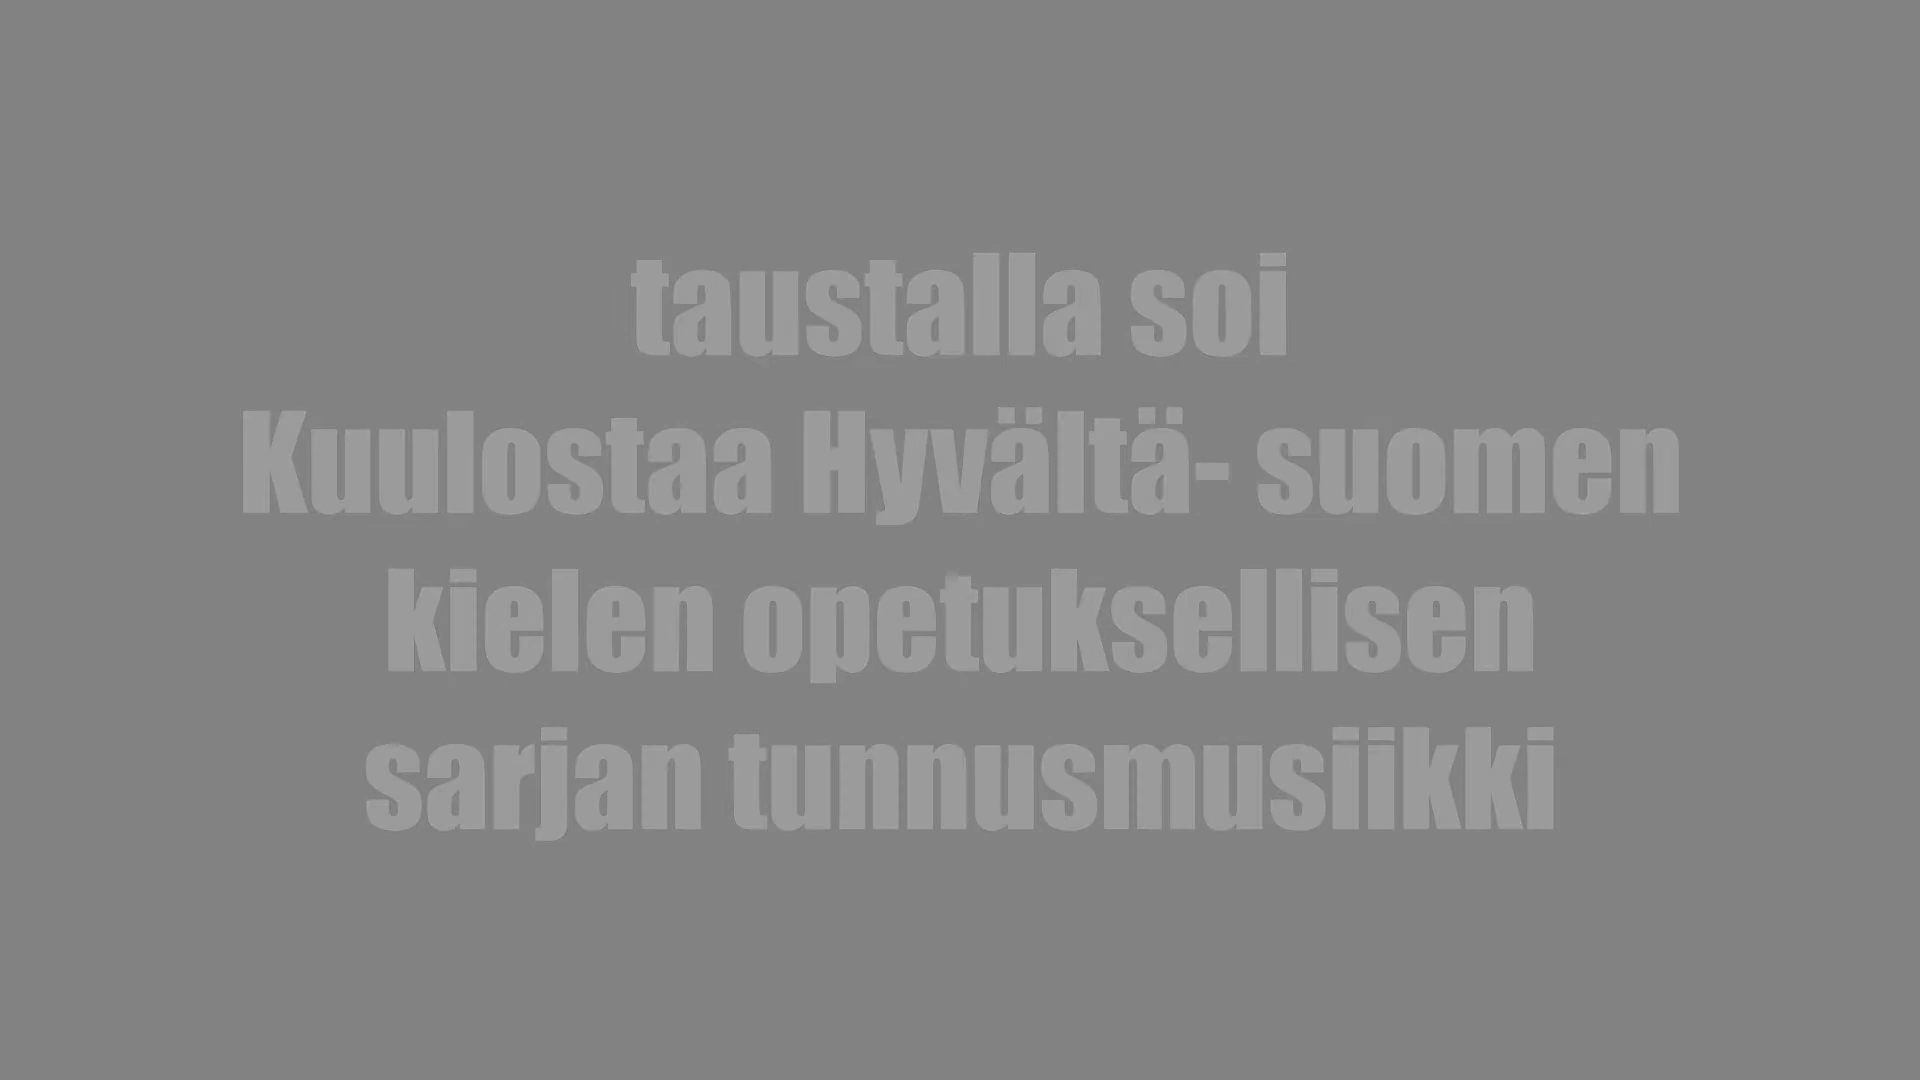 taustalla soi
Kuulostaa Hyvältä- suomen
kielen opetuksellisen
sarjan tunnusmusiikki